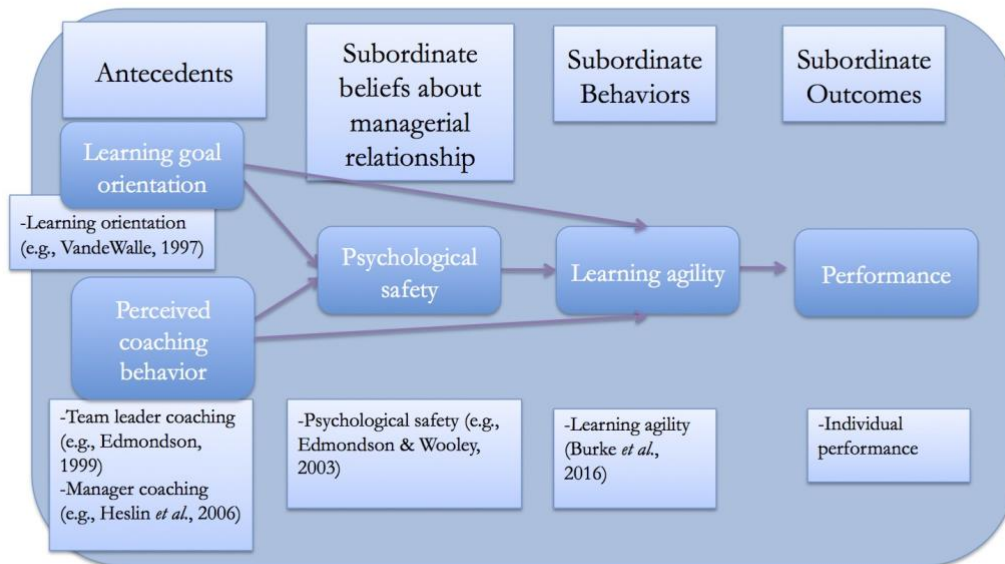 Antecedents
Subordinate
beliefs about
managerial
relationship
Subordinate
Behaviors
Subordinate
Outcomes
Learning goal
orientation
-Learning orientation
(e.g., VandeWalle, 1997)
Psychological
safety
Learning agility
Performance
Perceived
coaching
behavior
-Team leader coaching
(e.g., Edmondson,
1999)
-Manager coaching
(e.g., Heslin et al., 2006)
-Psychological safety (e.g.,
Edmondson & Wooley,
2003)
-Learning agility
(Burke et al.,
2016)
-Individual
performance